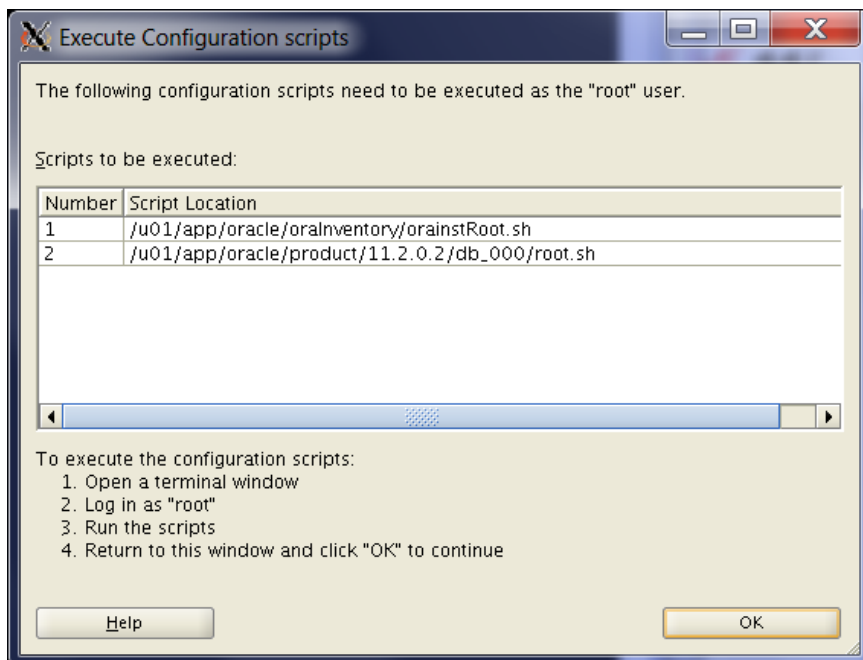 Execute Configuration scripts
The following configuration scripts need to be executed as the "root" user.
Scripts to be executed:
Number Script Location
1 /u01/app/oracle/oraInventory/orainstRoot.sh
2 /u01/app/oracle/product/11.2.0.2/db_000/root.sh
To execute the configuration scripts:
1. Open a terminal window
2. Log in as "root"
3. Run the scripts
4. Return to this window and click "OK" to continue
Help OK